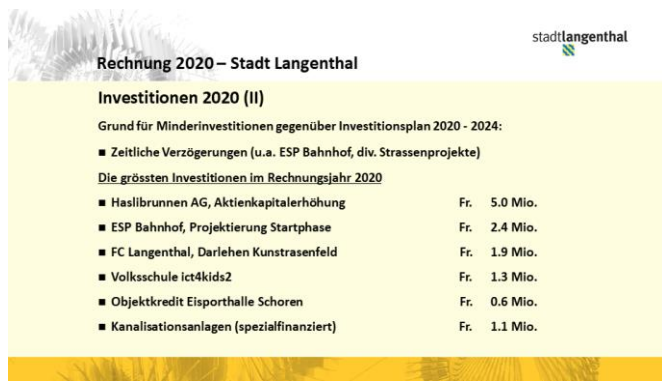 stadtlangenthal
Rechnung 2020 – Stadt Langenthal
Investitionen 2020 (II)
Grund für Minderinvestitionen gegenüber Investitionsplan 2020 - 2024:
■ Zeitliche Verzögerungen (u.a. ESP Bahnhof, div. Strassenprojekte)
Die grössten Investitionen im Rechnungsjahr 2020
■ Haslibrunnen AG, Aktienkapitalerhöhung Fr. 5.0 Mio.
■ ESP Bahnhof, Projektierung Startphase Fr. 2.4 Mio.
■ FC Langenthal, Darlehen Kunstrasenfeld Fr. 1.9 Mio.
■ Volksschule ict4kids2 Fr. 1.3 Mio.
■ Objektkredit Eisporthalle Schoren Fr. 0.6 Mio.
■ Kanalisationsanlagen (spezialfinanziert) Fr. 1.1 Mio.